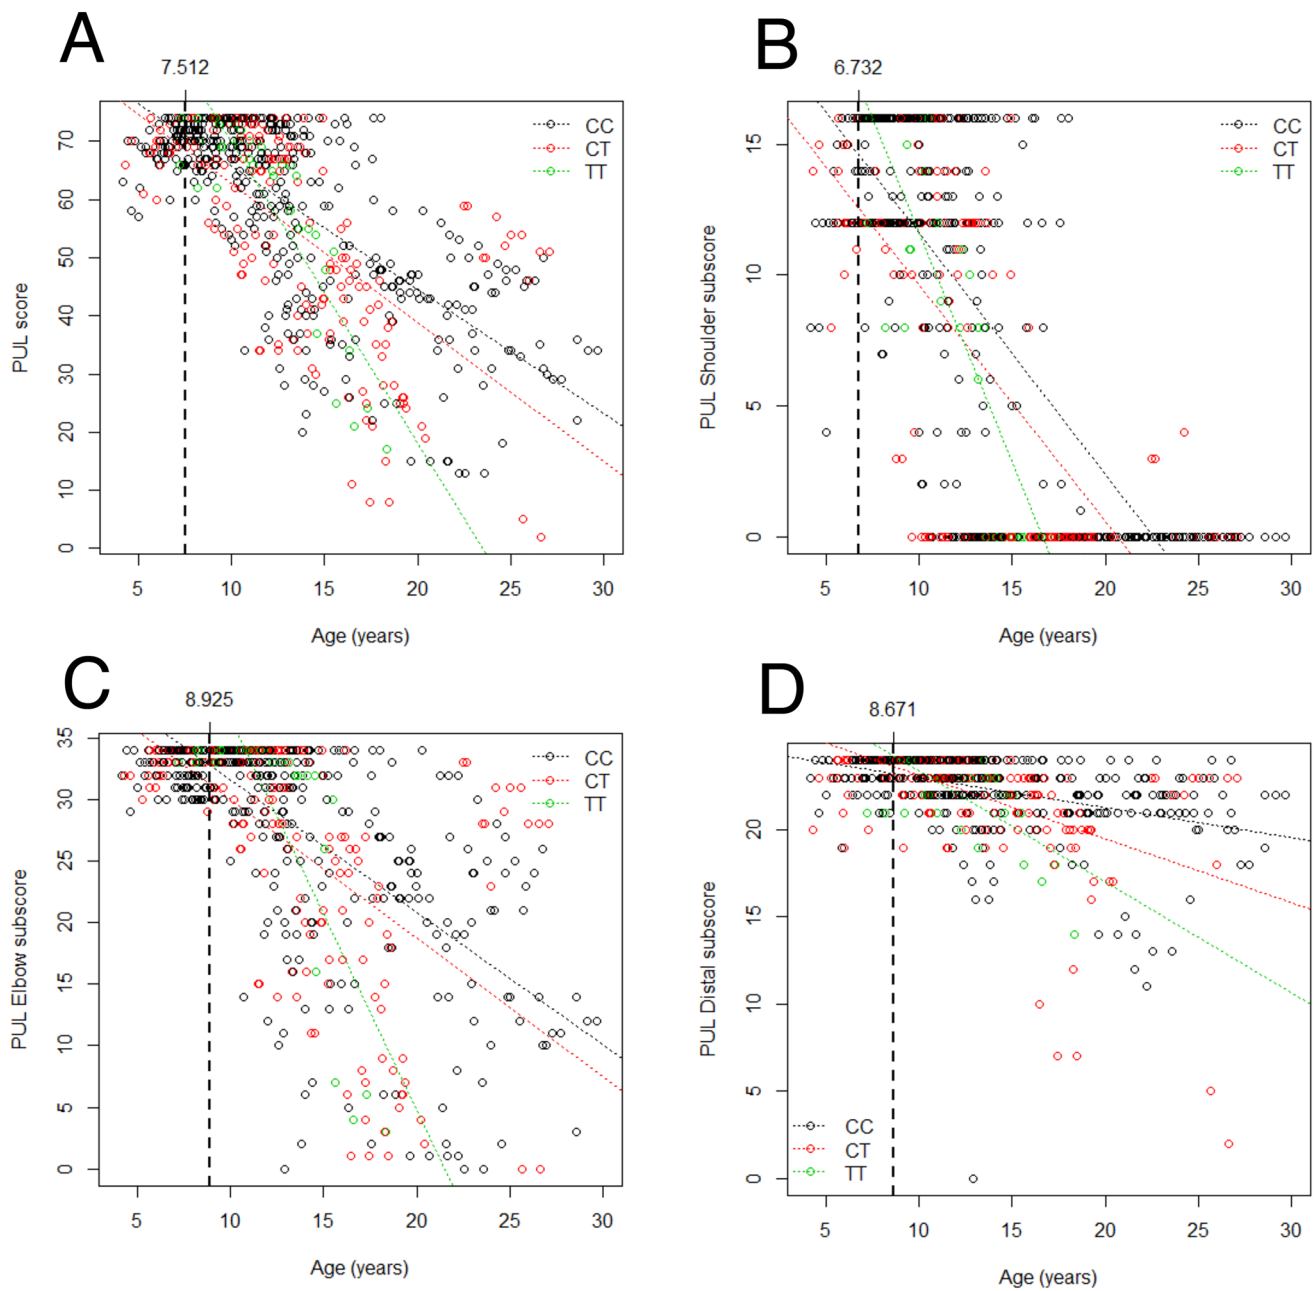 A
7.512
PUL score
0 10 20 30 40 50 60 70
5 10 15 20 25 30
Age (years)
CC
CT
TT
B
6.732
PUL Shoulder subscore
0 5 10 15
5 10 15 20 25 30
Age (years)
CC
CT
TT
C
8.925
PUL Elbow subscore
0 5 10 15 20 25 30 35
5 10 15 20 25 30
Age (years)
CC
CT
TT
D
8.671
PUL Distal subscore
0 5 10 15 20
5 10 15 20 25 30
Age (years)
CC
CT
TT